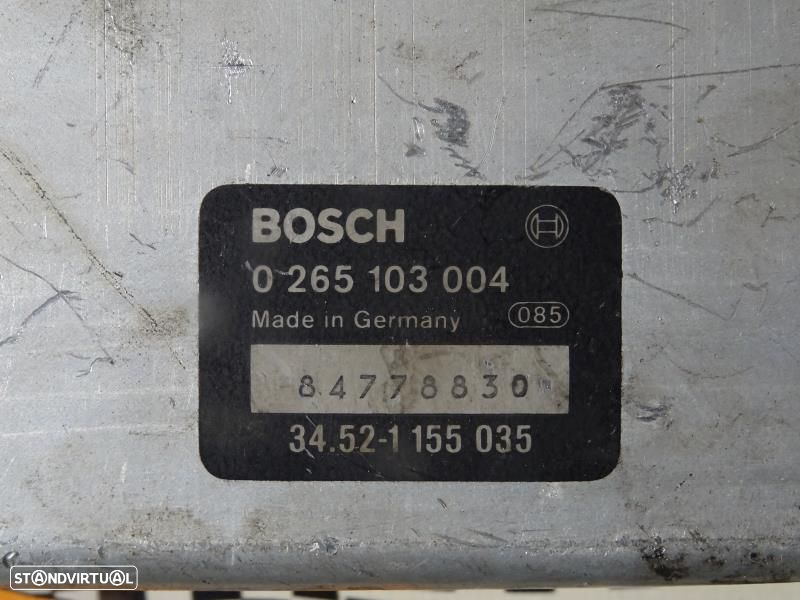 BOSCH
0 265 103 004
Made in Germany 085
84778830
34.52-1 155 035
STANDVIRTUAL